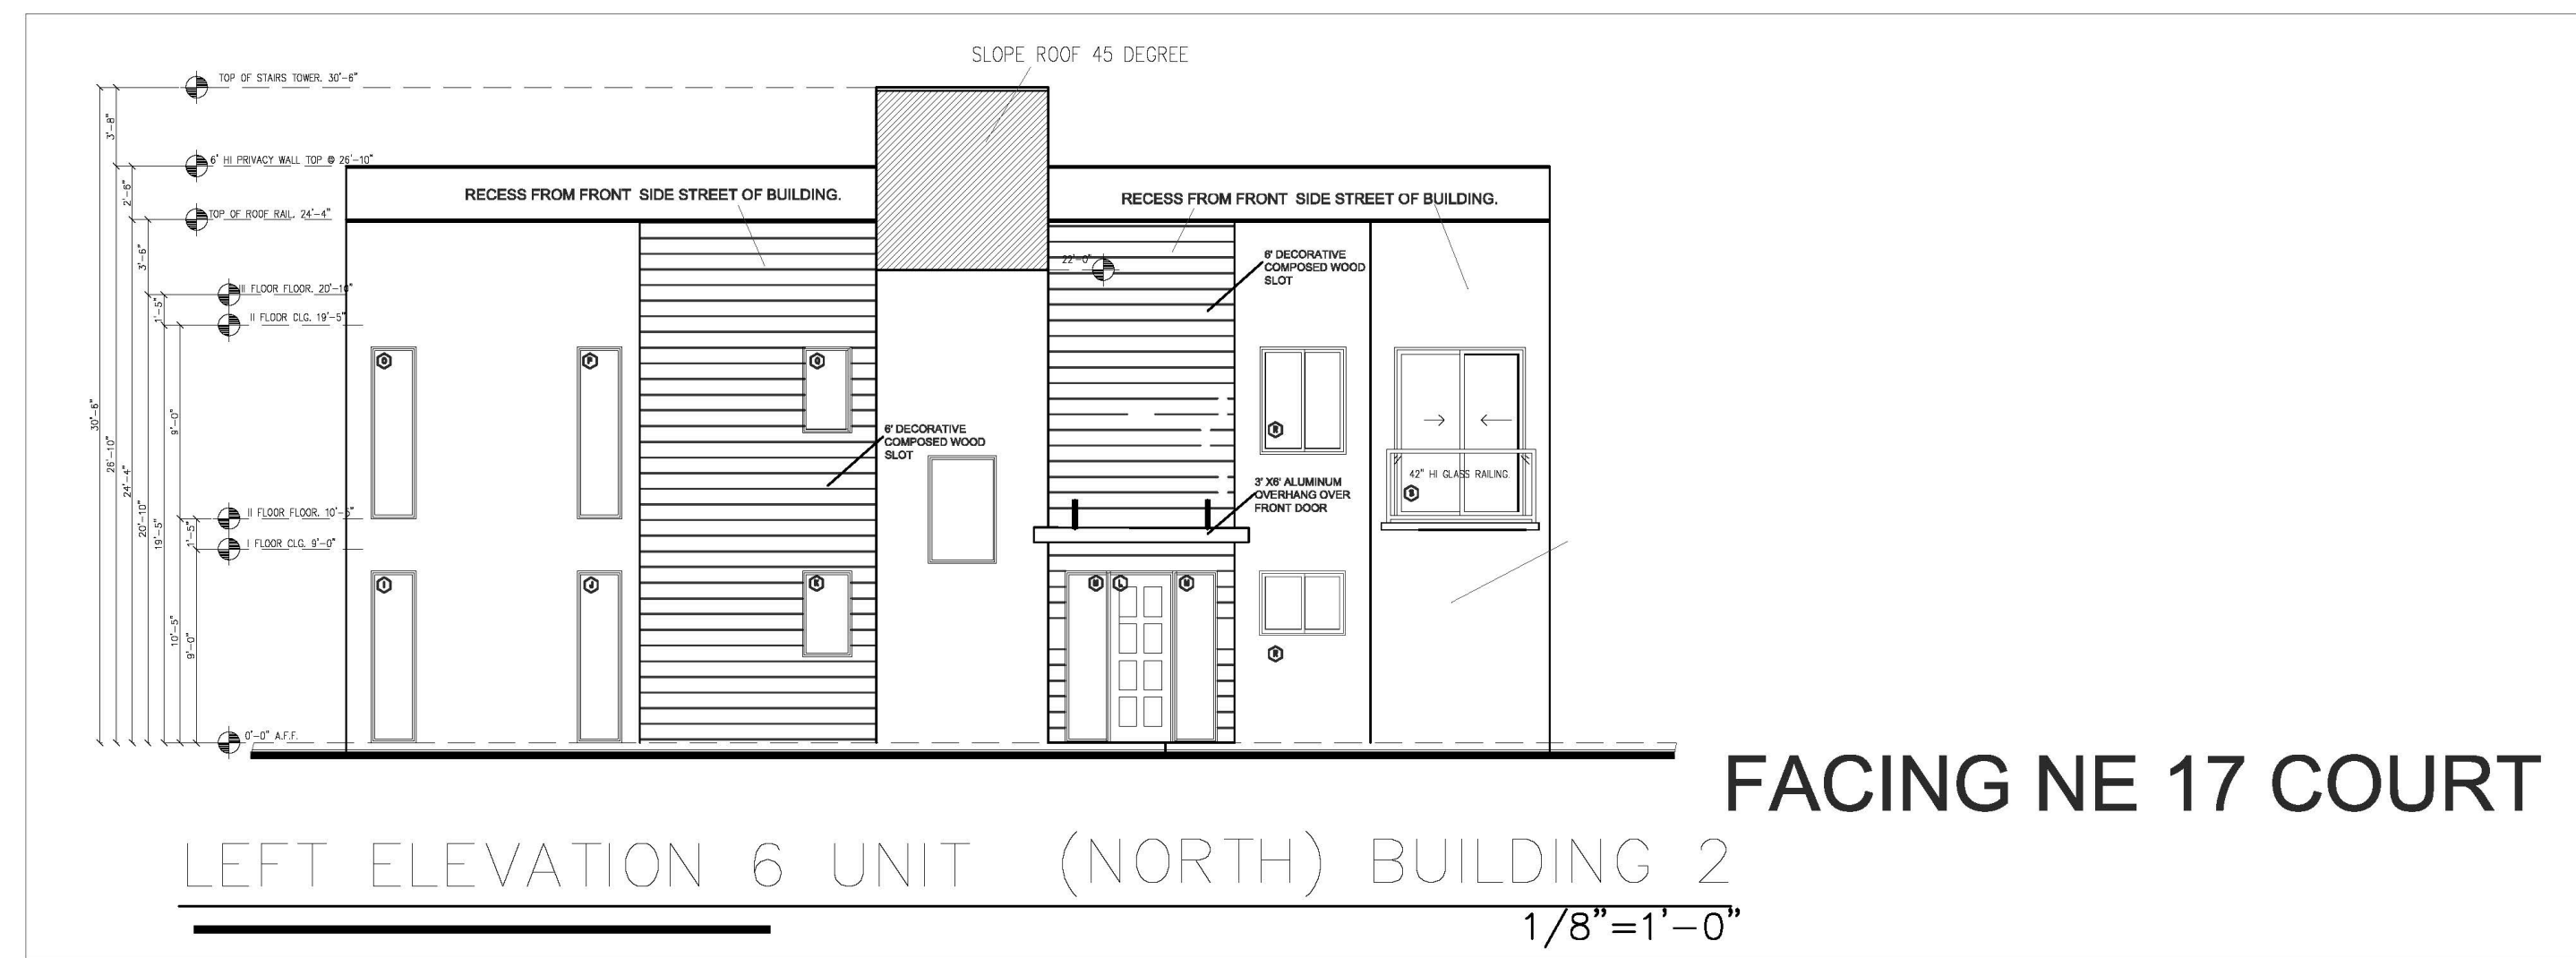 SLOPE ROOF 45 DEGREE
TOP OF STAIRS TOWER. 30'-6"
3'-8"
6' HI PRIVACY WALL TOP @ 26'-10"
2'-6"
RECESS FROM FRONT SIDE STREET OF BUILDING.
RECESS FROM FRONT SIDE STREET OF BUILDING.
TOP OF ROOF RAIL. 24'-4"
3'-6"
22'-0"
6' DECORATIVE
COMPOSED WOOD
SLOT
III FLOOR FLOOR. 20'-10"
1'-5"
II FLOOR CLG. 19'-5"
O
P
Q
30'-6"
26'-10"
24'-4"
20'-10"
19'-5"
9'-0"
6' DECORATIVE
COMPOSED WOOD
SLOT
R
42" HI GLASS RAILING.
S
3' X6' ALUMINUM
OVERHANG OVER
FRONT DOOR
II FLOOR FLOOR. 10'-5"
1'-5"
I FLOOR CLG. 9'-0"
I
J
K
M
L
M
10'-5"
9'-0"
R
0'-0" A.F.F.
FACING NE 17 COURT
LEFT ELEVATION 6 UNIT (NORTH) BUILDING 2
1/8"=1'-0"